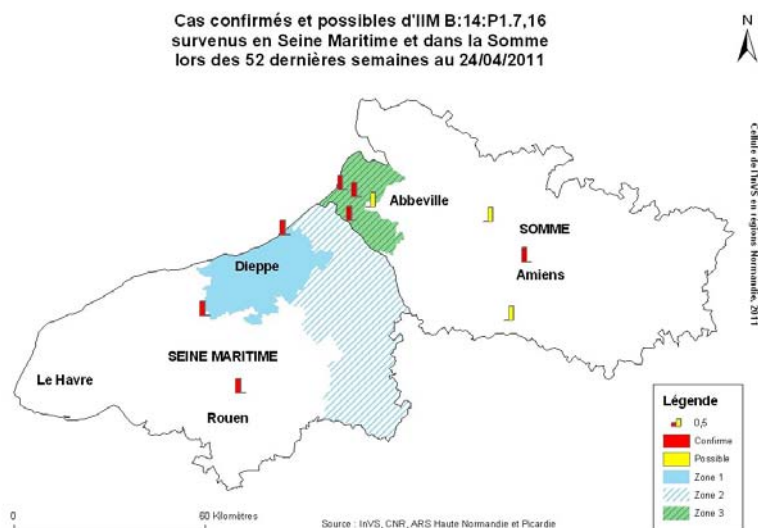 Cas confirmés et possibles d'IIM B:14:P1.7,16
survenus en Seine Maritime et dans la Somme
lors des 52 dernières semaines au 24/04/2011
N
Cellule de l'InVS en régions Normandie, 2011
Abbeville
SOMME
Dieppe
Amiens
SEINE MARITIME
Le Havre
Rouen
Légende
0,5
Confirme
Possible
Zone 1
Zone 2
Zone 3
0 60 Kilomètres
Source : InVS, CNR, ARS Haute Normandie et Picardie